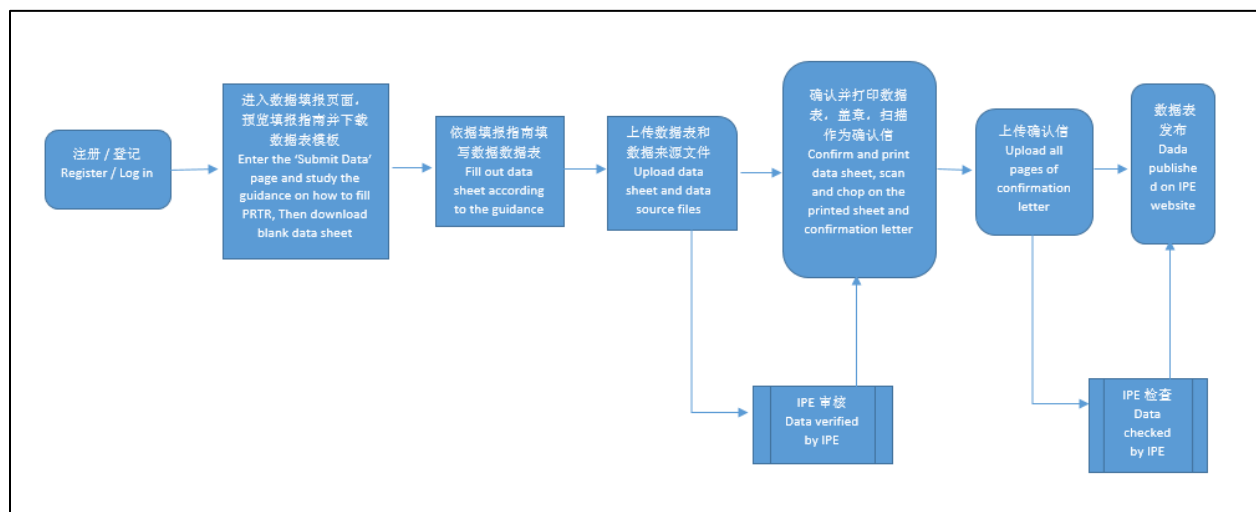 注册 / 登记
Register / Log in
进入数据填报页面，
预览填报指南并下载
数据表模板
Enter the ‘Submit Data’
page and study the
guidance on how to fill
PRTR, Then download
blank data sheet
依据填报指南填
写数据数据表
Fill out data
sheet according
to the guidance
上传数据表和
数据来源文件
Upload data
sheet and data
source files
确认并打印数据
表，盖章，扫描
作为确认信
Confirm and print
data sheet, scan
and chop on the
printed sheet and
confirmation letter
上传确认信
Upload all
pages of
confirmation
letter
数据表
发布
Dada
publishe
d on IPE
website
IPE 审核
Data verified
by IPE
IPE 检查
Data
checked
by IPE